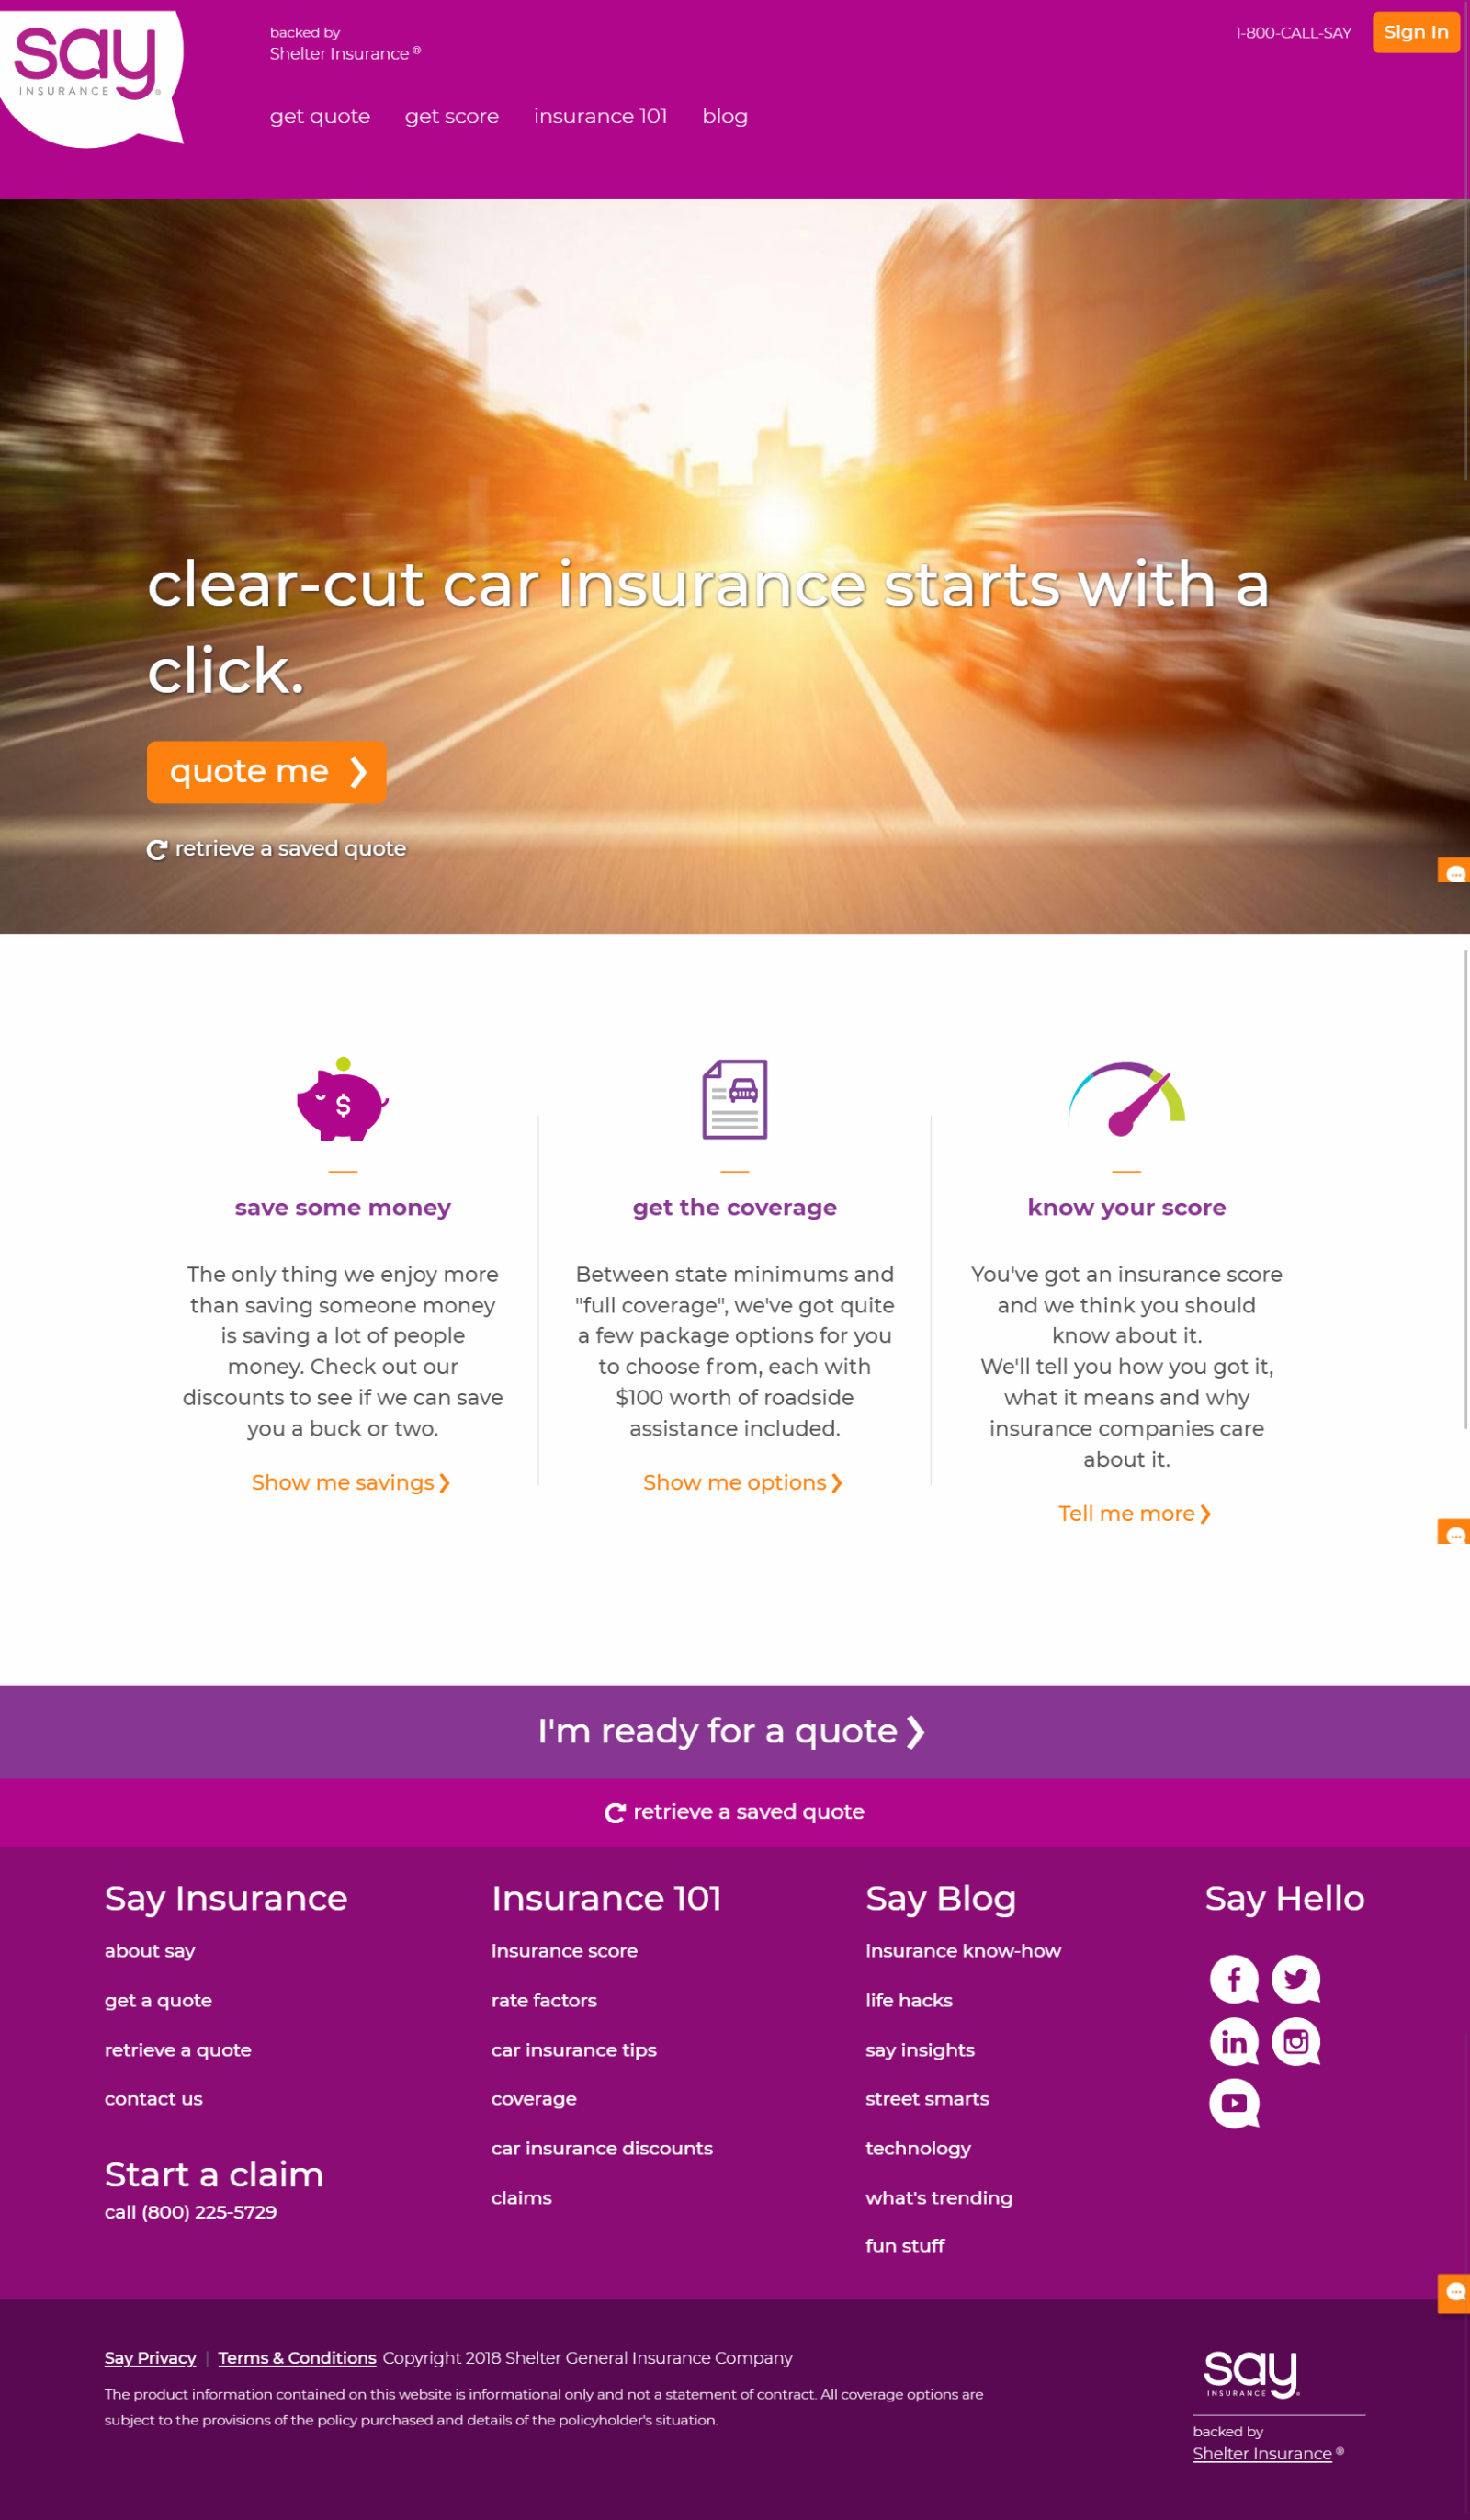 say
INSURANCE®
backed by
Shelter Insurance®
1-800-CALL-SAY
Sign In
get quote
get score
insurance 101
blog
clear-cut car insurance starts with a
click.
quote me
retrieve a saved quote
$
save some money
The only thing we enjoy more
than saving someone money
is saving a lot of people
money. Check out our
discounts to see if we can save
you a buck or two.
Show me savings
get the coverage
Between state minimums and
"full coverage", we've got quite
a few package options for you
to choose from, each with
$100 worth of roadside
assistance included.
Show me options
know your score
You've got an insurance score
and we think you should
know about it.
We'll tell you how you got it,
what it means and why
insurance companies care
about it.
Tell me more
I'm ready for a quote
retrieve a saved quote
Say Insurance
about say
get a quote
retrieve a quote
contact us
Start a claim
call (800) 225-5729
Insurance 101
insurance score
rate factors
car insurance tips
coverage
car insurance discounts
claims
Say Blog
insurance know-how
life hacks
say insights
street smarts
technology
what's trending
fun stuff
Say Hello
Say Privacy | Terms & Conditions Copyright 2018 Shelter General Insurance Company
The product information contained on this website is informational only and not a statement of contract. All coverage options are
subject to the provisions of the policy purchased and details of the policyholder's situation.
say
INSURANCE®
backed by
Shelter Insurance®